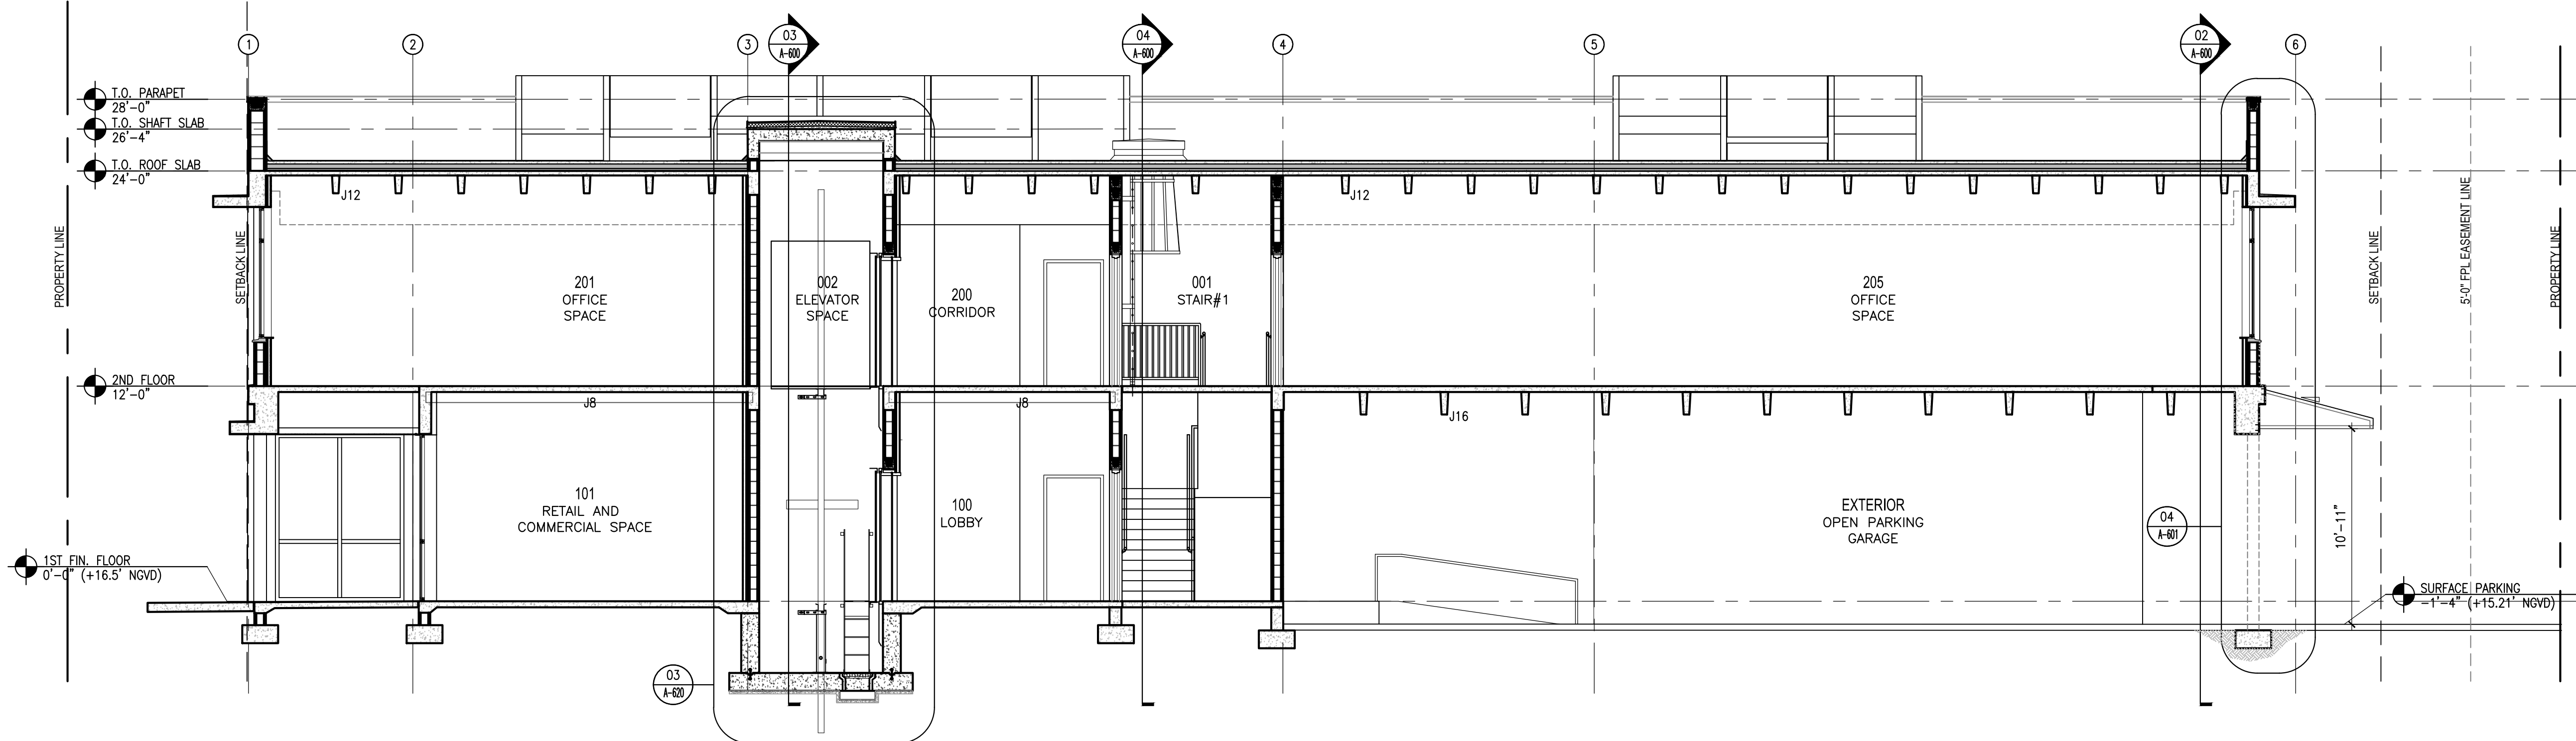 1
2
3
03
A-600
04
A-600
4
5
02
A-600
6
T.O. PARAPET
28'-0"
T.O. SHAFT SLAB
26'-4"
T.O. ROOF SLAB
24'-0"
J12
J12
PROPERTY LINE
SETBACK LINE
201
OFFICE
SPACE
002
ELEVATOR
SPACE
200
CORRIDOR
001
STAIR#1
205
OFFICE
SPACE
SETBACK LINE
5'-0" FPL EASEMENT LINE
PROPERTY LINE
2ND FLOOR
12'-0"
J8
J8
J16
101
RETAIL AND
COMMERCIAL SPACE
100
LOBBY
EXTERIOR
OPEN PARKING
GARAGE
04
A-601
10'-11"
1ST FIN. FLOOR
0'-0" (+16.5' NGVD)
SURFACE PARKING
-1'-4" (+15.21' NGVD)
03
A-620